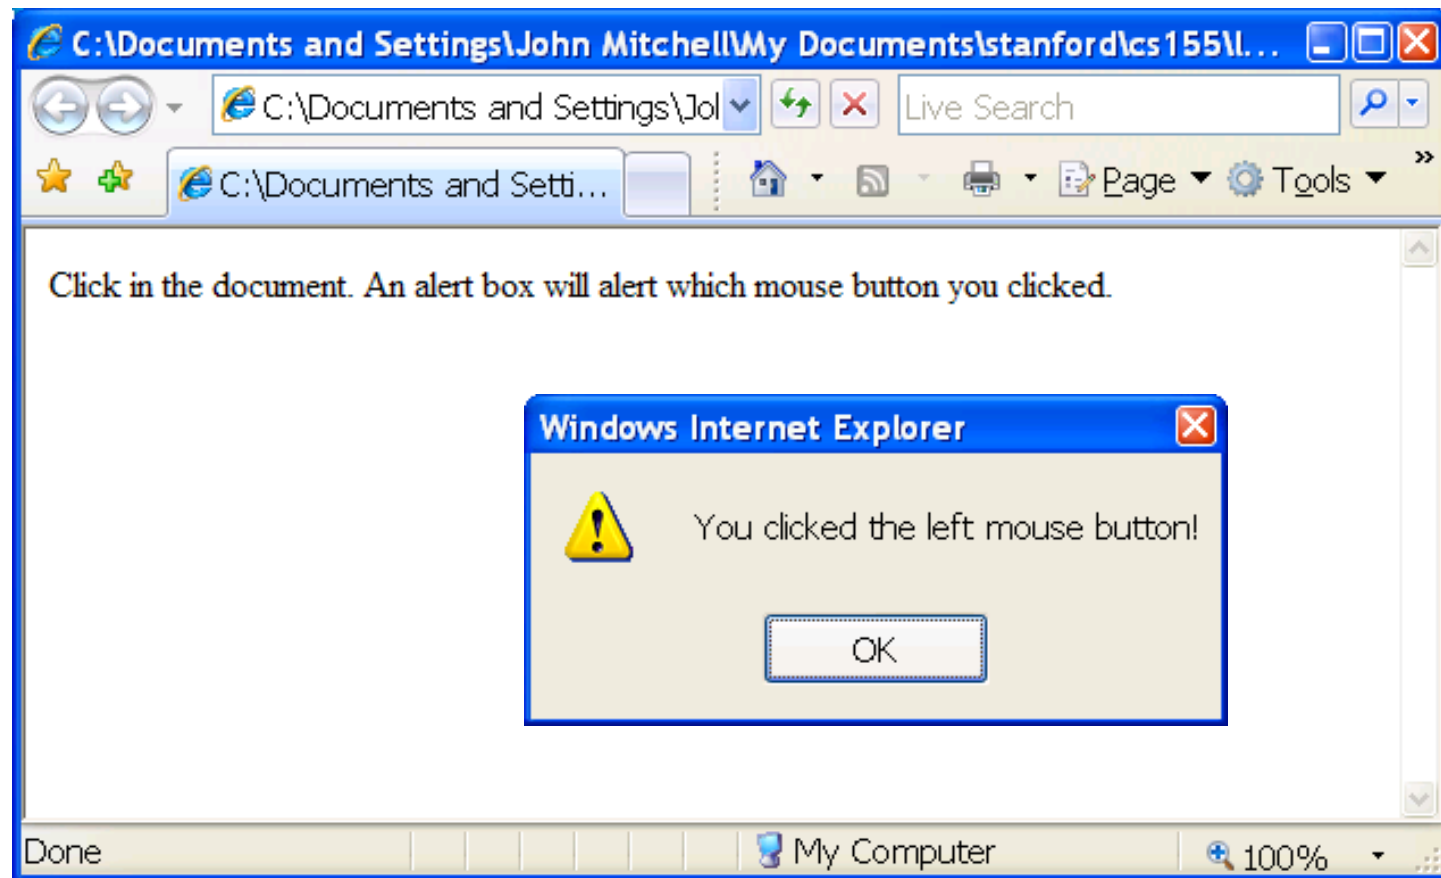 C:\Documents and Settings\John Mitchell\My Documents\stanford\cs155\l...
C:\Documents and Settings\Jol
Live Search
C:\Documents and Setti...
Page
Tools
Click in the document. An alert box will alert which mouse button you clicked.
Windows Internet Explorer
You clicked the left mouse button!
OK
Done
My Computer
100%